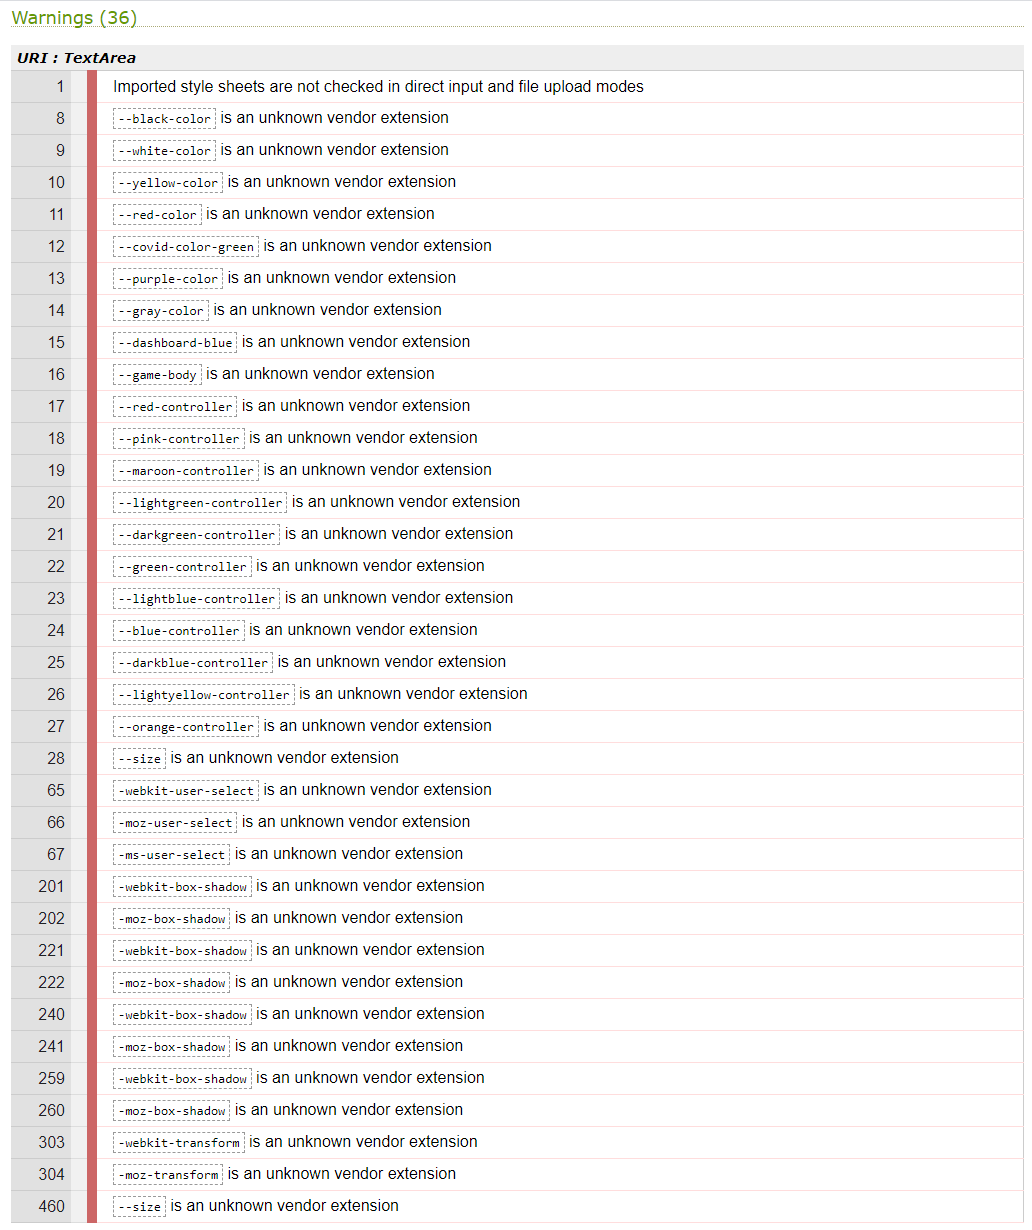 Warnings (36)
URI : TextArea
1 Imported style sheets are not checked in direct input and file upload modes
8 --black-color is an unknown vendor extension
9 --white-color is an unknown vendor extension
10 --yellow-color is an unknown vendor extension
11 --red-color is an unknown vendor extension
12 --covid-color-green is an unknown vendor extension
13 --purple-color is an unknown vendor extension
14 --gray-color is an unknown vendor extension
15 --dashboard-blue is an unknown vendor extension
16 --game-body is an unknown vendor extension
17 --red-controller is an unknown vendor extension
18 --pink-controller is an unknown vendor extension
19 --maroon-controller is an unknown vendor extension
20 --lightgreen-controller is an unknown vendor extension
21 --darkgreen-controller is an unknown vendor extension
22 --green-controller is an unknown vendor extension
23 --lightblue-controller is an unknown vendor extension
24 --blue-controller is an unknown vendor extension
25 --darkblue-controller is an unknown vendor extension
26 --lightyellow-controller is an unknown vendor extension
27 --orange-controller is an unknown vendor extension
28 --size is an unknown vendor extension
65 -webkit-user-select is an unknown vendor extension
66 -moz-user-select is an unknown vendor extension
67 -ms-user-select is an unknown vendor extension
201 -webkit-box-shadow is an unknown vendor extension
202 -moz-box-shadow is an unknown vendor extension
221 -webkit-box-shadow is an unknown vendor extension
222 -moz-box-shadow is an unknown vendor extension
240 -webkit-box-shadow is an unknown vendor extension
241 -moz-box-shadow is an unknown vendor extension
259 -webkit-box-shadow is an unknown vendor extension
260 -moz-box-shadow is an unknown vendor extension
303 -webkit-transform is an unknown vendor extension
304 -moz-transform is an unknown vendor extension
460 --size is an unknown vendor extension